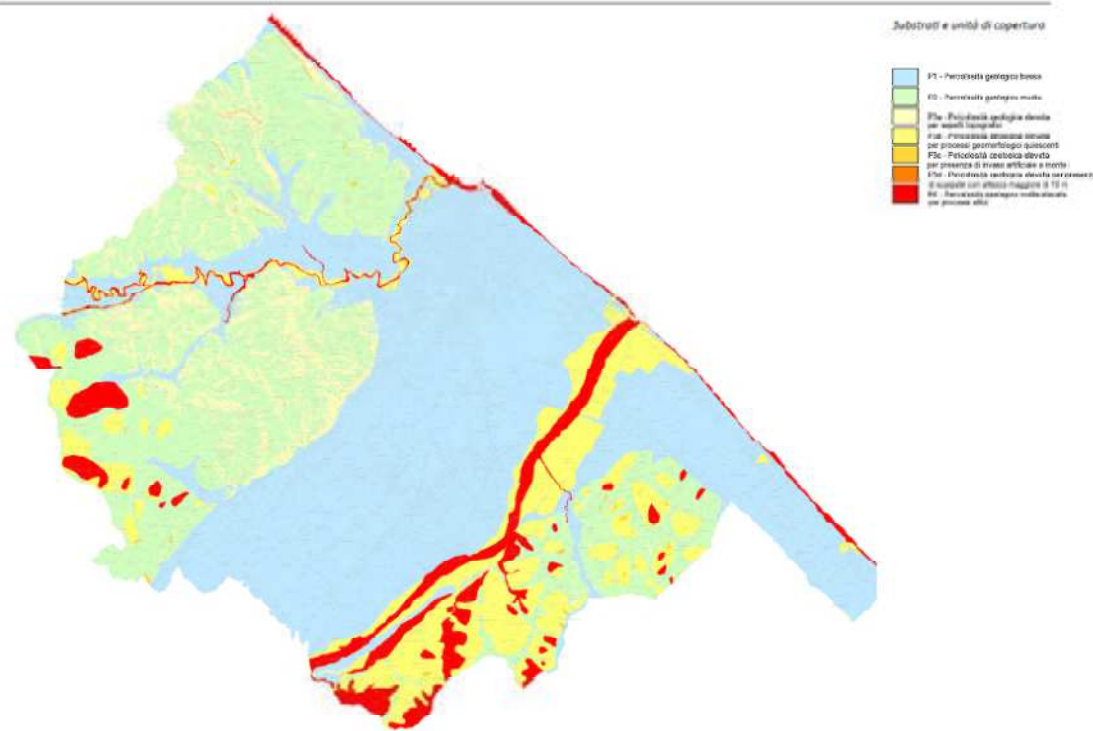 Substrati e unità di copertura
P1 - Pericolosità geologica bassa
P2 - Pericolosità geologica media
P3a - Pericolosità geologica elevata
per aspetti topografici
P3b - Pericolosità geologica elevata
per processi geomorfologici quiescenti
P3c - Pericolosità geologica elevata
per presenza di invaso artificiale a monte
P3d - Pericolosità geologica elevata per presenza
di scarpate con altezza maggiore di 10 m
P4 - Pericolosità geologica molto elevata
per processi attivi